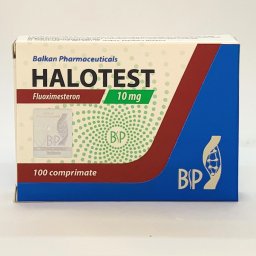 Balkan Pharmaceuticals
HALOTEST
Fluoximesteron
10 mg
BP
100 comprimate
BP